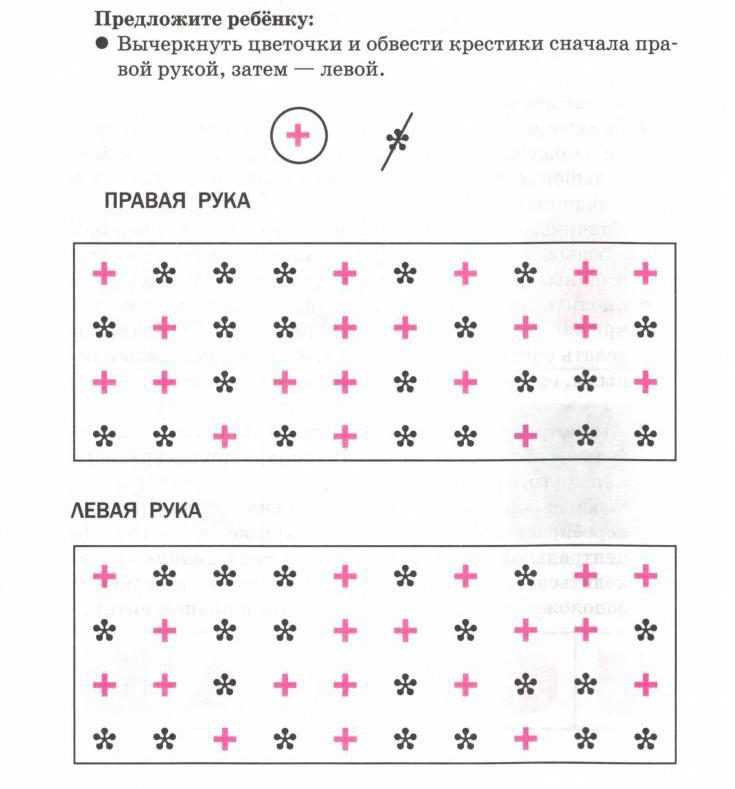 Предложите ребёнку:
● Вычеркнуть цветочки и обвести крестики сначала пра-
вой рукой, затем — левой.
ПРАВАЯ РУКА
ЛЕВАЯ РУКА